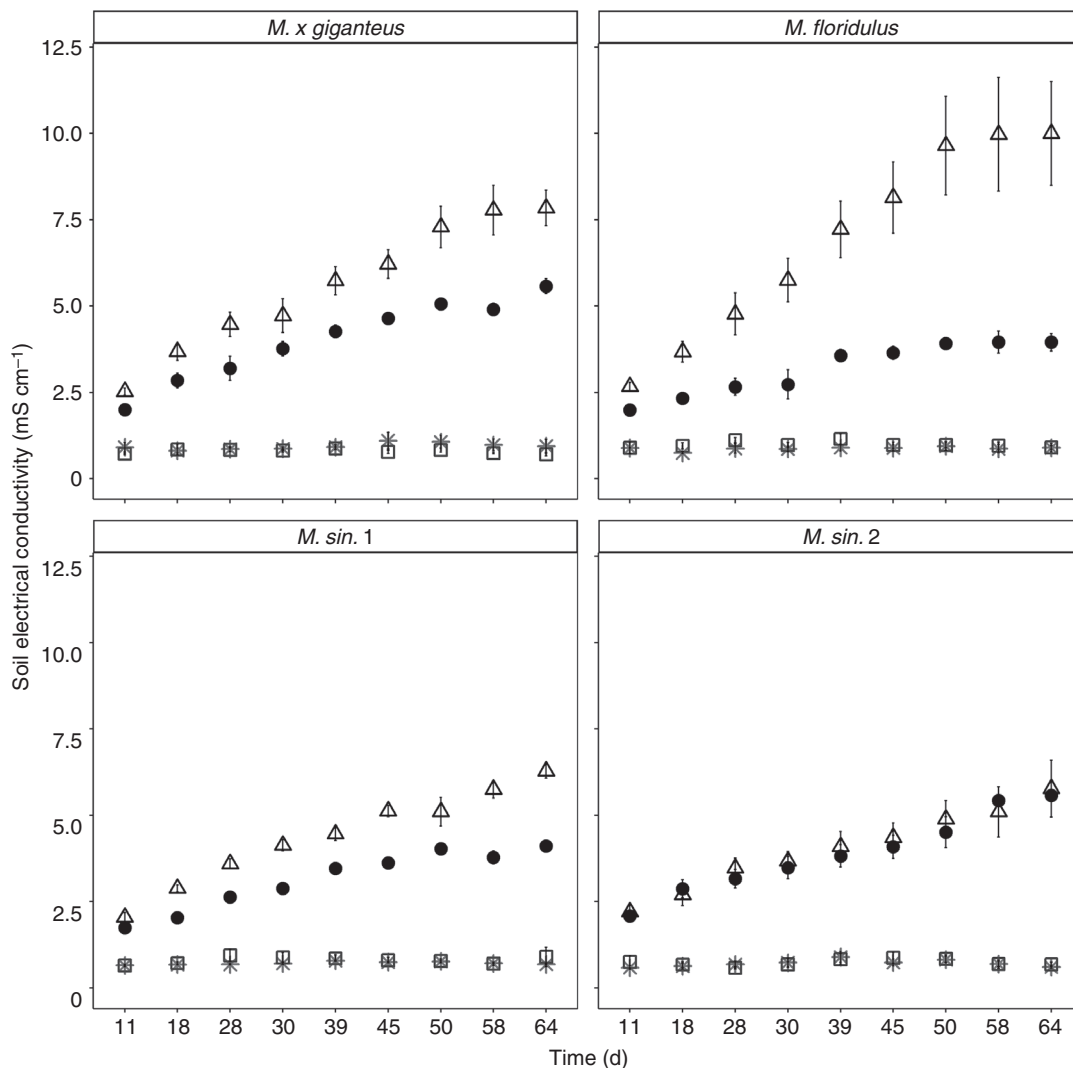 M. x giganteus
M. floridulus
12.5
10.0
7.5
5.0
2.5
0
M. sin. 1
M. sin. 2
12.5
10.0
7.5
5.0
2.5
0
Soil electrical conductivity (mS cm⁻¹)
11 18 28 30 39 45 50 58 64
11 18 28 30 39 45 50 58 64
Time (d)